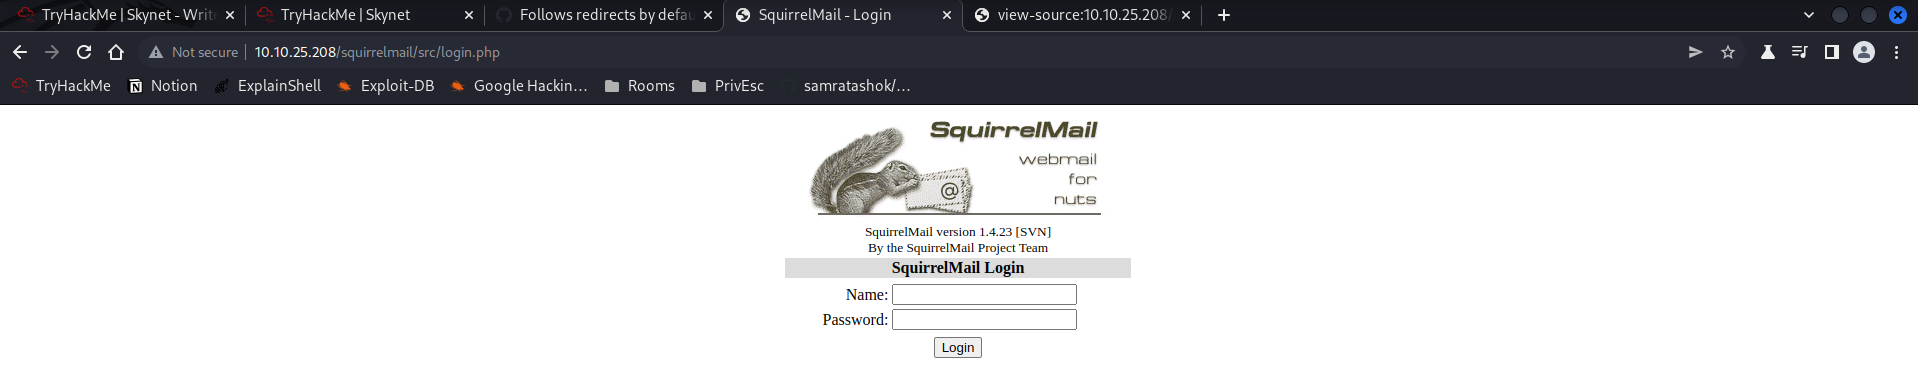 TryHackMe | Skynet - Write
TryHackMe | Skynet
Follows redirects by defau
SquirrelMail - Login
view-source:10.10.25.208/
Not secure
10.10.25.208/squirrelmail/src/login.php
TryHackMe
Notion
ExplainShell
Exploit-DB
Google Hackin...
Rooms
PrivEsc
samratashok/...
SquirrelMail
webmail
for
nuts
SquirrelMail version 1.4.23 [SVN]
By the SquirrelMail Project Team
SquirrelMail Login
Name:
Password:
Login